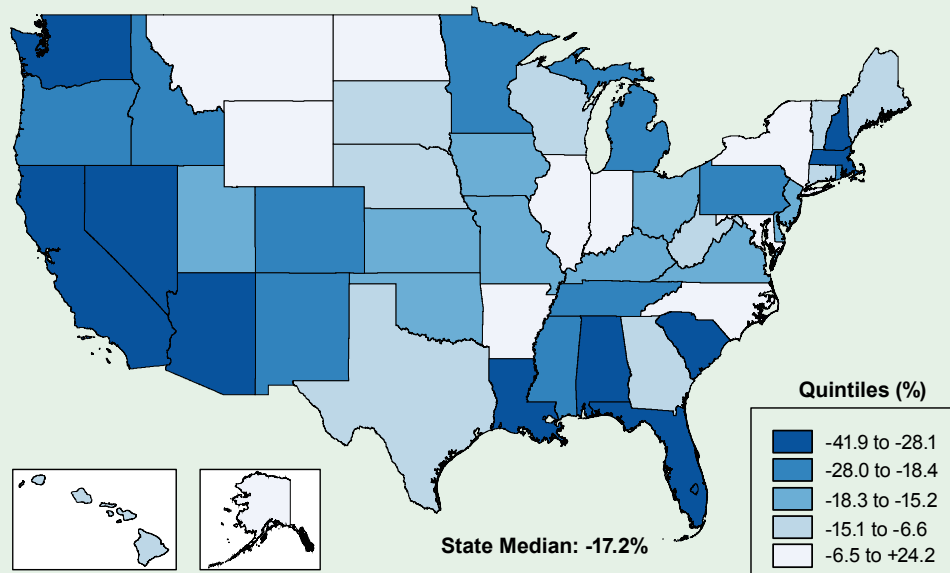 Quintiles (%)
-41.9 to -28.1
-28.0 to -18.4
-18.3 to -15.2
-15.1 to -6.6
-6.5 to +24.2
State Median: -17.2%